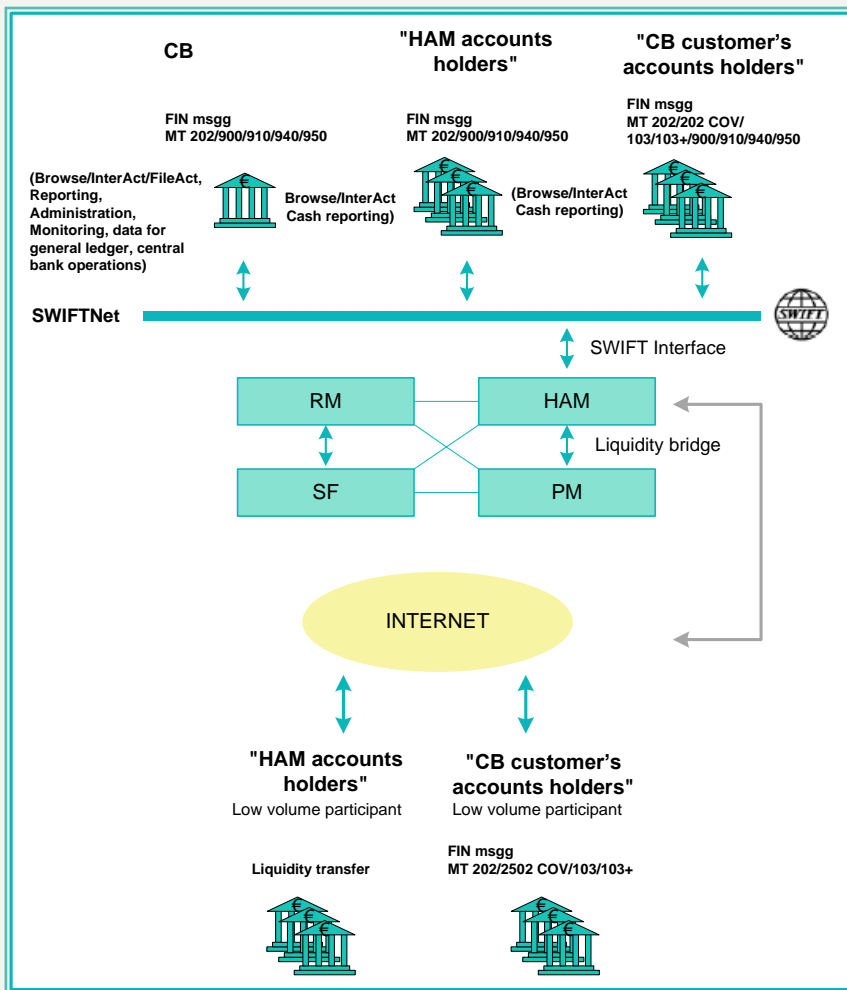 CB
"HAM accounts
holders"
"CB customer's
accounts holders"
FIN msgg
MT 202/900/910/940/950
FIN msgg
MT 202/900/910/940/950
FIN msgg
MT 202/202 COV/
103/103+/900/910/940/950
(Browse/InterAct/FileAct,
Reporting,
Administration,
Monitoring, data for
general ledger, central
bank operations)
€
Browse/InterAct
Cash reporting)
€
€
€
(Browse/InterAct
Cash reporting)
€
€
€
SWIFTNet
SWIFT
SWIFT Interface
RM
HAM
Liquidity bridge
SF
PM
INTERNET
"HAM accounts
holders"
Low volume participant
"CB customer's
accounts holders"
Low volume participant
Liquidity transfer
FIN msgg
MT 202/2502 COV/103/103+
€
€
€
€
€
€